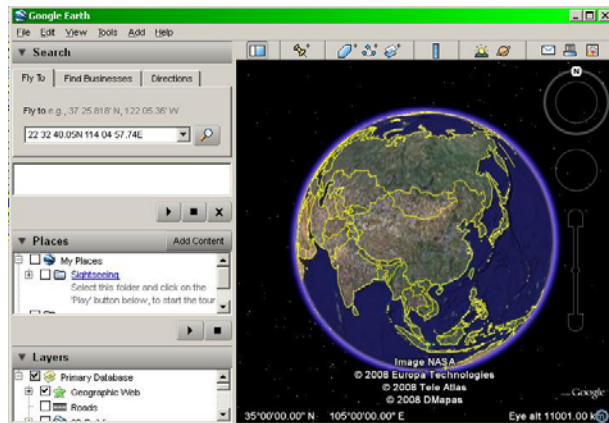 Google Earth
File Edit View Tools Add Help
Search
Fly To Find Businesses Directions
Fly to e.g., 37 25.818' N, 122 05.36' W
22 32 40.05N 114 04 57.74E
N
Places Add Content
My Places
Sightseeing
Select this folder and click on the
'Play' button below, to start the tour
Layers
Primary Database
Geographic Web
Roads
Image NASA
© 2008 Europa Technologies
© 2008 Tele Atlas
© 2008 DMapas
Google
35°00'00.00" N 105°00'00.00" E Eye alt 11001.00 km